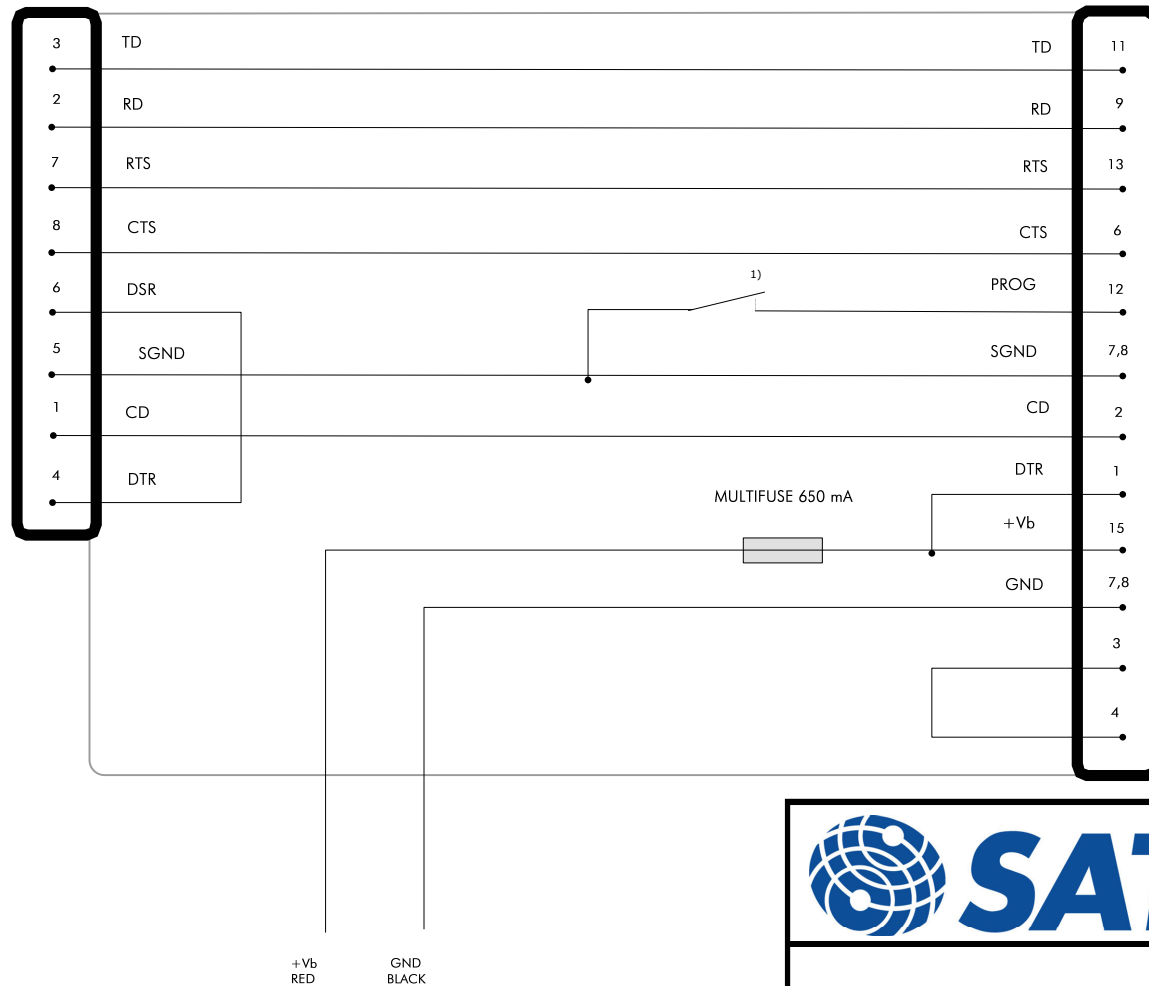 3 TD TD 11
2 RD RD 9
7 RTS RTS 13
8 CTS CTS 6
1)
6 DSR PROG 12
5 SGND SGND 7,8
1 CD CD 2
4 DTR DTR 1
MULTIFUSE 650 mA
+Vb 15
GND 7,8
3
4
SAT
+Vb GND
RED BLACK